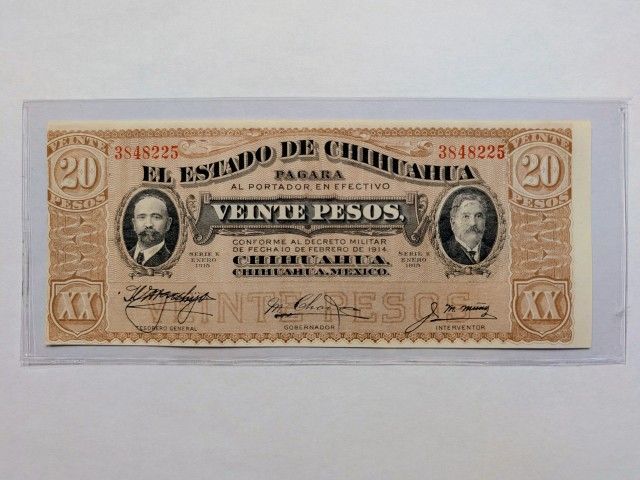 VEINTE 20 PESOS
3848225
3848225
VEINTE 20 PESOS
EL ESTADO DE CHIHUAHUA
PAGARA
AL PORTADOR, EN EFECTIVO
VEINTE PESOS,
CONFORME AL DECRETO MILITAR
DE FECHA 10 DE FEBRERO DE 1914.
CHIHUAHUA,
CHIHUAHUA, MEXICO.
SERIE K
ENERO
1915
SERIE K
ENERO
1915
XX
VEINTE PESOS
XX
TESORERO GENERAL
GOBERNADOR
INTERVENTOR